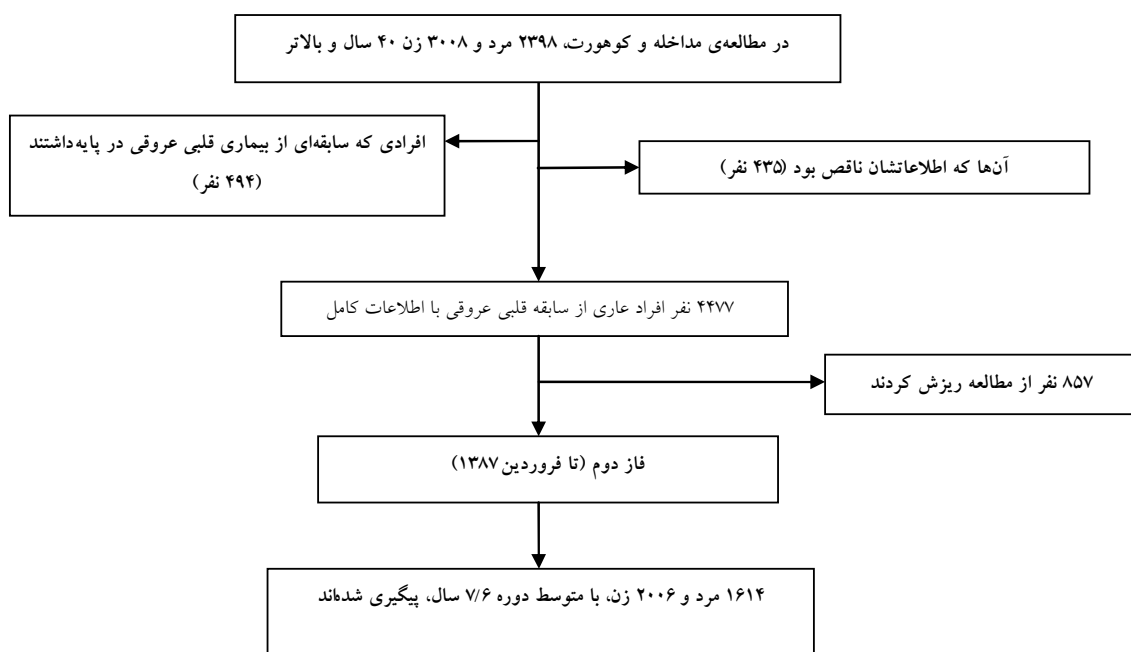 در مطالعه‌ی مداخله و کوهورت، ۲۳۹۸ مرد و ۳۰۰۸ زن ۴۰ سال و بالاتر
افرادی که سابقه‌ای از بیماری قلبی عروقی در پایه‌داشتند
(۴۹۴ نفر)
آن‌ها که اطلاعاتشان ناقص بود (۴۳۵ نفر)
۴۴۷۷ نفر افراد عاری از سابقه قلبی عروقی با اطلاعات کامل
۸۵۷ نفر از مطالعه ریزش کردند
فاز دوم (تا فروردین ۱۳۸۷)
۱۶۱۴ مرد و ۲۰۰۶ زن، با متوسط دوره ۷/۶ سال، پیگیری شده‌اند